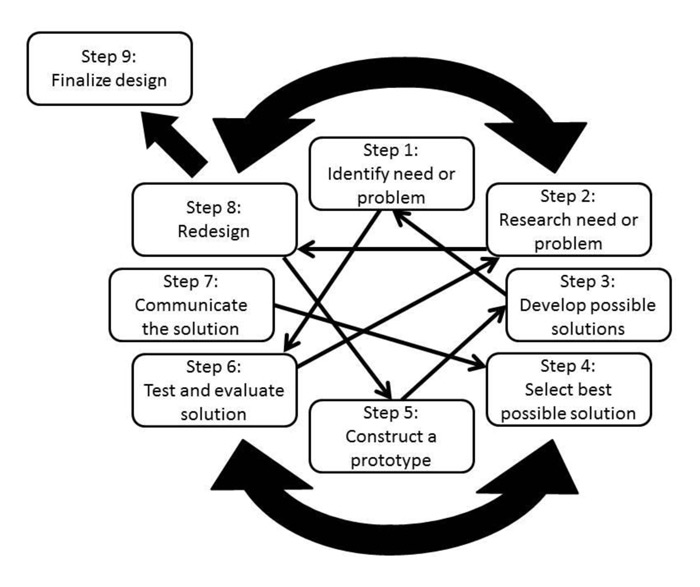 Step 9:
Finalize design
Step 1:
Identify need or
problem
Step 2:
Research need or
problem
Step 3:
Develop possible
solutions
Step 4:
Select best
possible solution
Step 5:
Construct a
prototype
Step 6:
Test and evaluate
solution
Step 7:
Communicate
the solution
Step 8:
Redesign